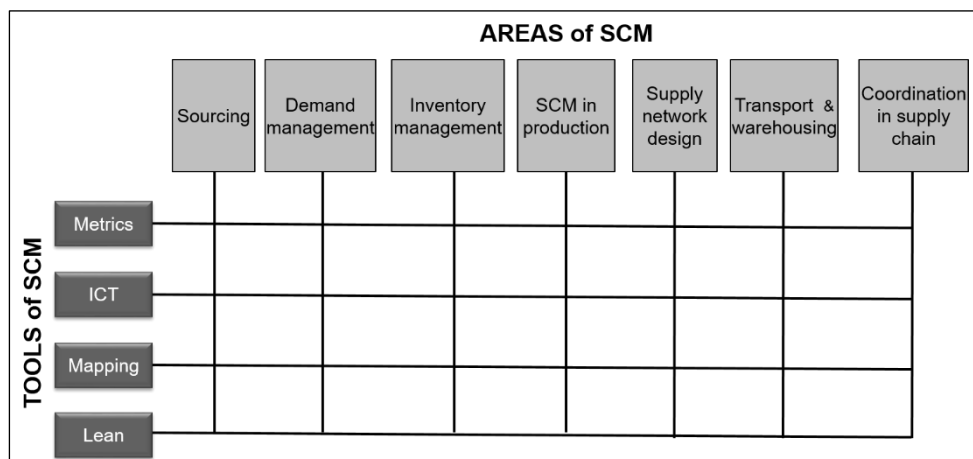 AREAS of SCM
Sourcing
Demand
management
Inventory
management
SCM in
production
Supply
network
design
Transport &
warehousing
Coordination
in supply
chain
TOOLS of SCM
Metrics
ICT
Mapping
Lean